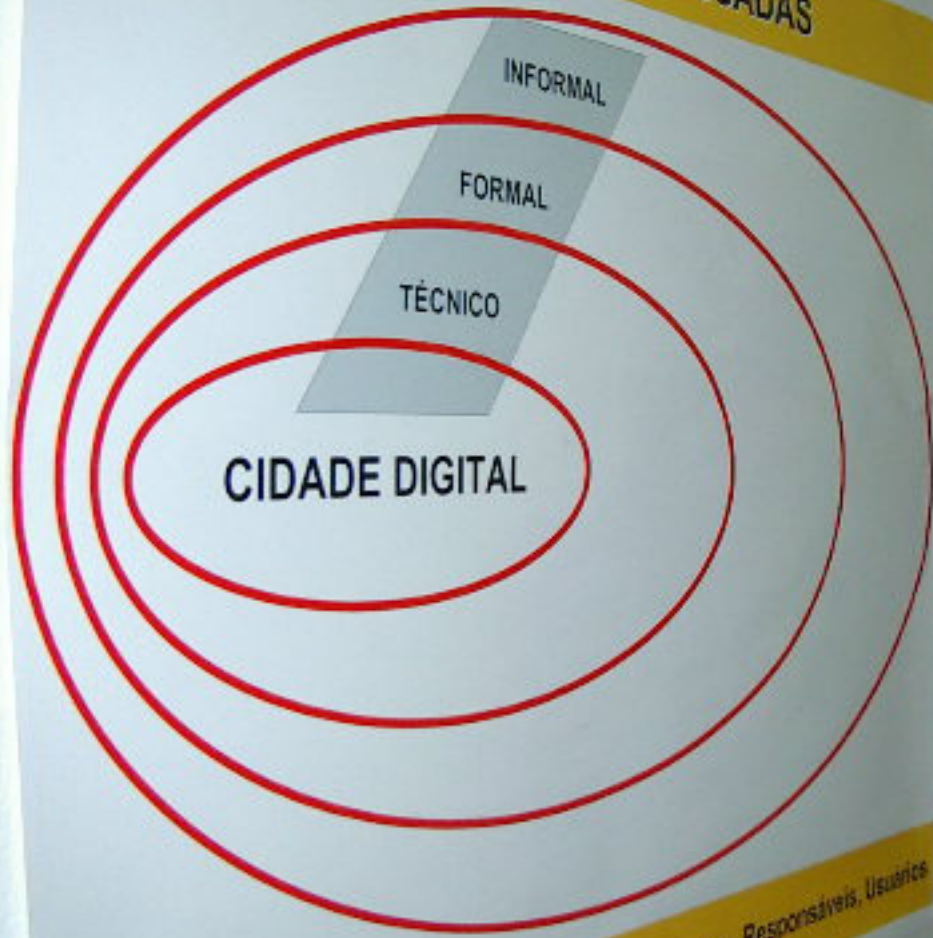 INFORMAL
FORMAL
TÉCNICO
CIDADE DIGITAL
Responsáveis, Usuários